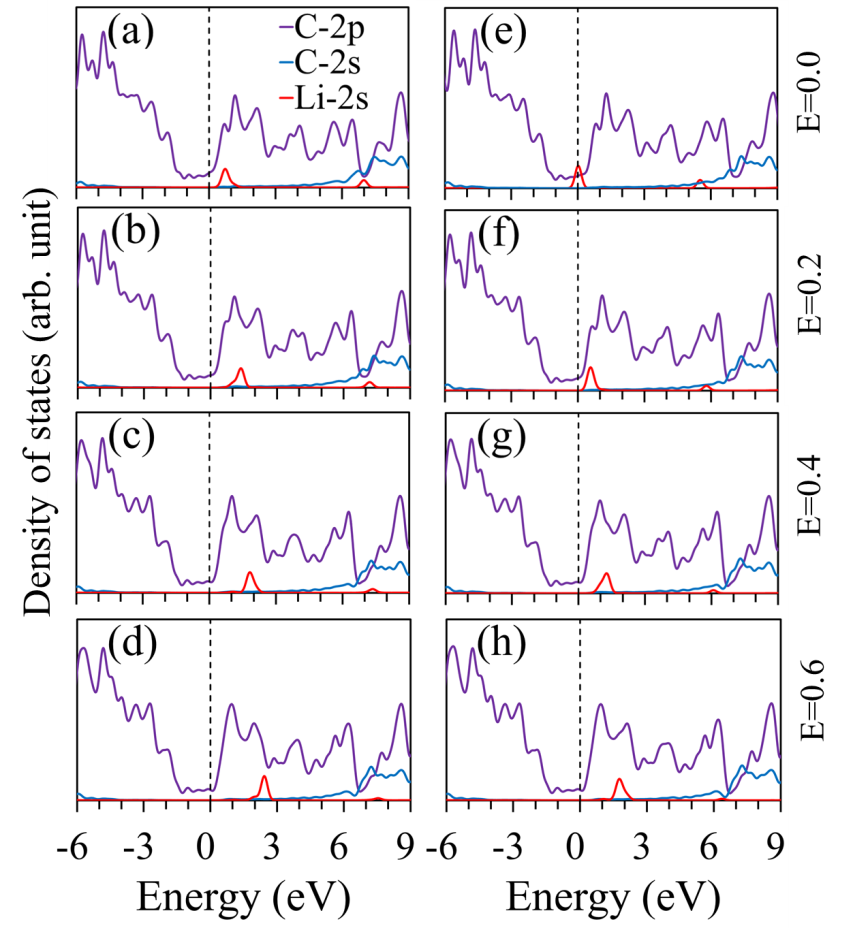 (a)
C-2p
C-2s
Li-2s
(e)
E=0.0
(b)
(f)
E=0.2
(c)
(g)
E=0.4
(d)
(h)
E=0.6
Density of states (arb. unit)
-6 -3 0 3 6 9
-6 -3 0 3 6 9
Energy (eV)
Energy (eV)